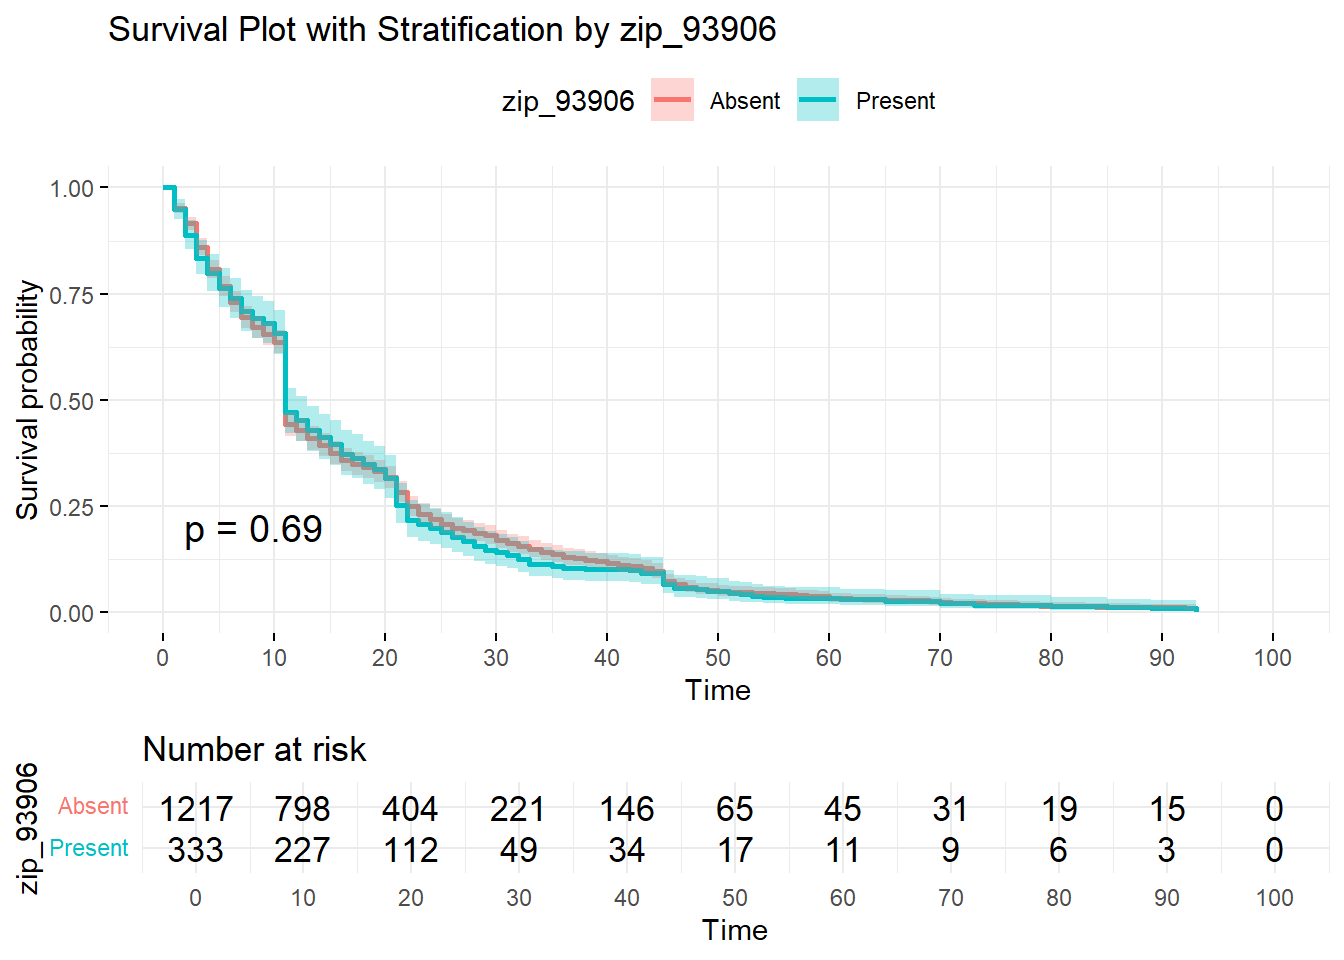 Survival Plot with Stratification by zip_93906
zip_93906 Absent Present
Survival probability
1.00
0.75
0.50
0.25
0.00
p = 0.69
0 10 20 30 40 50 60 70 80 90 100
Time
Number at risk
zip_93906
Absent 1217 798 404 221 146 65 45 31 19 15 0
Present 333 227 112 49 34 17 11 9 6 3 0
0 10 20 30 40 50 60 70 80 90 100
Time